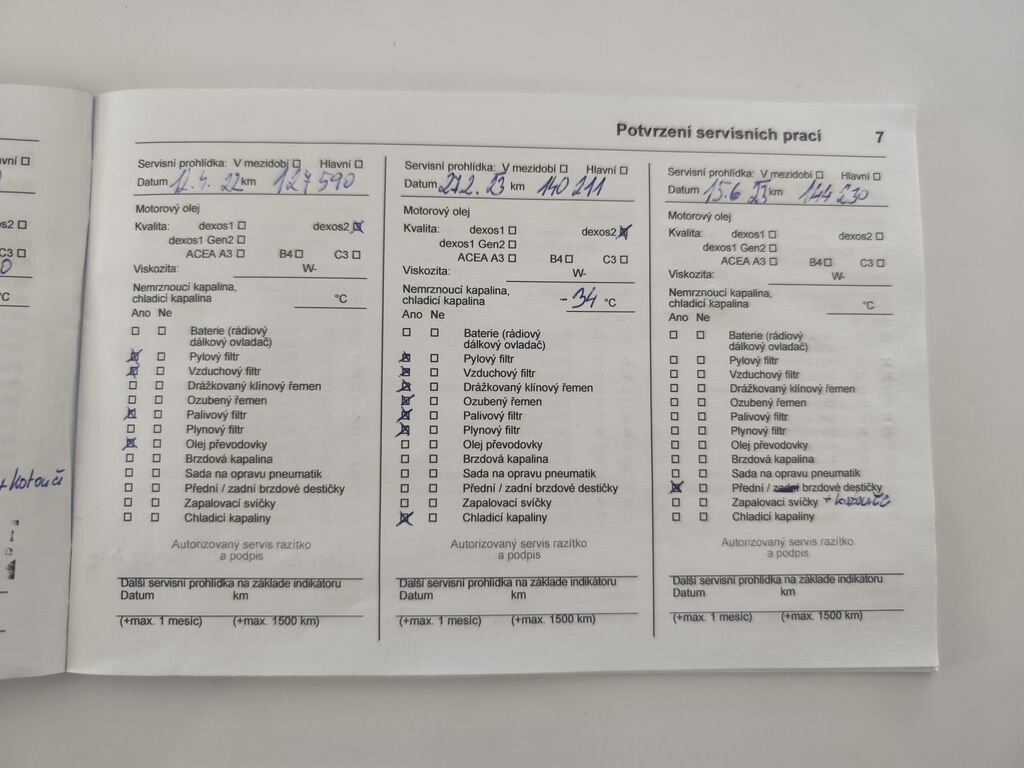 Potvrzení servisních prací 7
vní ☐
s2 ☐
C3 ☐
0
°C
+ kotouče
Servisní prohlídka: V mezidobí ☐ Hlavní ☐
Datum 12.4. 22 km 127 590
Motorový olej
Kvalita: dexos1 ☐ dexos2 ☒
dexos1 Gen2 ☐
ACEA A3 ☐ B4 ☐ C3 ☐
Viskozita: W-
Nemrznoucí kapalina,
chladicí kapalina °C
Ano Ne
☐ ☐ Baterie (rádiový
dálkový ovladač)
☒ ☐ Pylový filtr
☒ ☐ Vzduchový filtr
☐ ☐ Drážkovaný klínový řemen
☐ ☐ Ozubený řemen
☒ ☐ Palivový filtr
☐ ☐ Plynový filtr
☒ ☐ Olej převodovky
☐ ☐ Brzdová kapalina
☐ ☐ Sada na opravu pneumatik
☐ ☐ Přední / zadní brzdové destičky
☐ ☐ Zapalovací svíčky
☐ ☐ Chladicí kapaliny
Autorizovaný servis razítko
a podpis
Další servisní prohlídka na základe indikátoru
Datum km
(+max. 1 mesíc) (+max. 1500 km)
Servisní prohlídka: V mezidobí ☐ Hlavní ☐
Datum 27.2. 23 km 140 211
Motorový olej
Kvalita: dexos1 ☐ dexos2 ☒
dexos1 Gen2 ☐
ACEA A3 ☐ B4 ☐ C3 ☐
Viskozita: W-
Nemrznoucí kapalina,
chladicí kapalina -34 °C
Ano Ne
☐ ☐ Baterie (rádiový
dálkový ovladač)
☒ ☐ Pylový filtr
☒ ☐ Vzduchový filtr
☒ ☐ Drážkovaný klínový řemen
☒ ☐ Ozubený řemen
☒ ☐ Palivový filtr
☒ ☐ Plynový filtr
☐ ☐ Olej převodovky
☐ ☐ Brzdová kapalina
☐ ☐ Sada na opravu pneumatik
☐ ☐ Přední / zadní brzdové destičky
☐ ☐ Zapalovací svíčky
☒ ☐ Chladicí kapaliny
Autorizovaný servis razítko
a podpis
Další servisní prohlídka na základe indikátoru
Datum km
(+max. 1 mesíc) (+max. 1500 km)
Servisní prohlídka: V mezidobí ☐ Hlavní ☐
Datum 15.6 23 km 144 230
Motorový olej
Kvalita: dexos1 ☐ dexos2 ☐
dexos1 Gen2 ☐
ACEA A3 ☐ B4 ☐ C3 ☐
Viskozita: W-
Nemrznoucí kapalina,
chladicí kapalina °C
Ano Ne
☐ ☐ Baterie (rádiový
dálkový ovladač)
☐ ☐ Pylový filtr
☐ ☐ Vzduchový filtr
☐ ☐ Drážkovaný klínový řemen
☐ ☐ Ozubený řemen
☐ ☐ Palivový filtr
☐ ☐ Plynový filtr
☐ ☐ Olej převodovky
☐ ☐ Brzdová kapalina
☐ ☐ Sada na opravu pneumatik
☒ ☐ Přední / zadní brzdové destičky
☐ ☐ Zapalovací svíčky + kotouče
☐ ☐ Chladicí kapaliny
Autorizovaný servis razítko
a podpis
Další servisní prohlídka na základe indikátoru
Datum km
(+max. 1 mesíc) (+max. 1500 km)